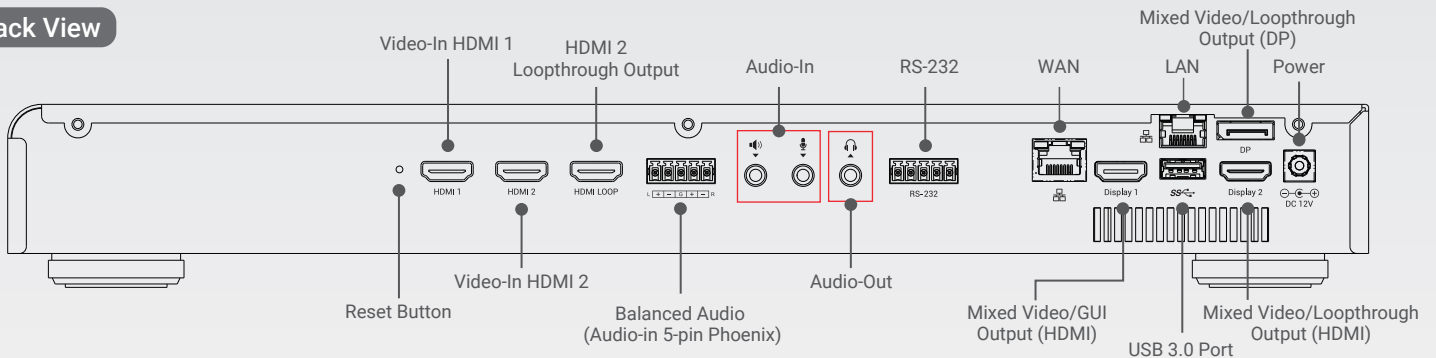 ack View
Mixed Video/Loopthrough
Output (DP)
Video-In HDMI 1
HDMI 2
Loopthrough Output
Audio-In
RS-232
WAN
LAN
Power
DP
HDMI 1
HDMI 2
HDMI LOOP
L + - G + - R
RS-232
Display 1
SS
Display 2
DC 12V
Reset Button
Video-In HDMI 2
Balanced Audio
(Audio-in 5-pin Phoenix)
Audio-Out
Mixed Video/GUI
Output (HDMI)
USB 3.0 Port
Mixed Video/Loopthrough
Output (HDMI)